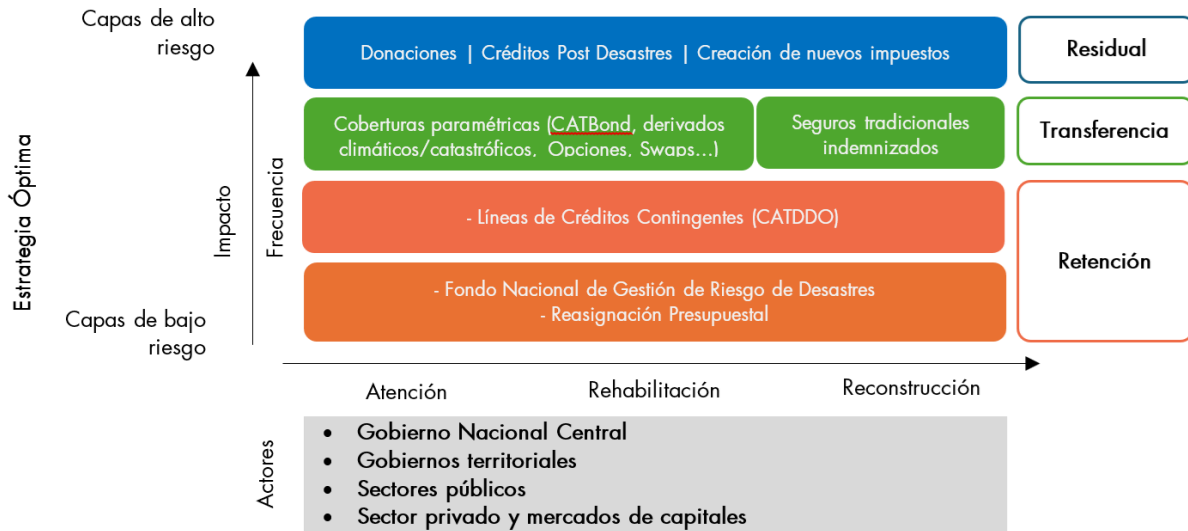 Capas de alto
riesgo
Donaciones | Créditos Post Desastres | Creación de nuevos impuestos
Residual
Coberturas paramétricas (CATBond, derivados
climáticos/catastróficos, Opciones, Swaps...)
Seguros tradicionales
indemnizados
Transferencia
Estrategia Óptima
Impacto
Frecuencia
- Líneas de Créditos Contingentes (CATDDO)
Retención
- Fondo Nacional de Gestión de Riesgo de Desastres
- Reasignación Presupuestal
Capas de bajo
riesgo
Atención
Rehabilitación
Reconstrucción
Actores
• Gobierno Nacional Central
• Gobiernos territoriales
• Sectores públicos
• Sector privado y mercados de capitales